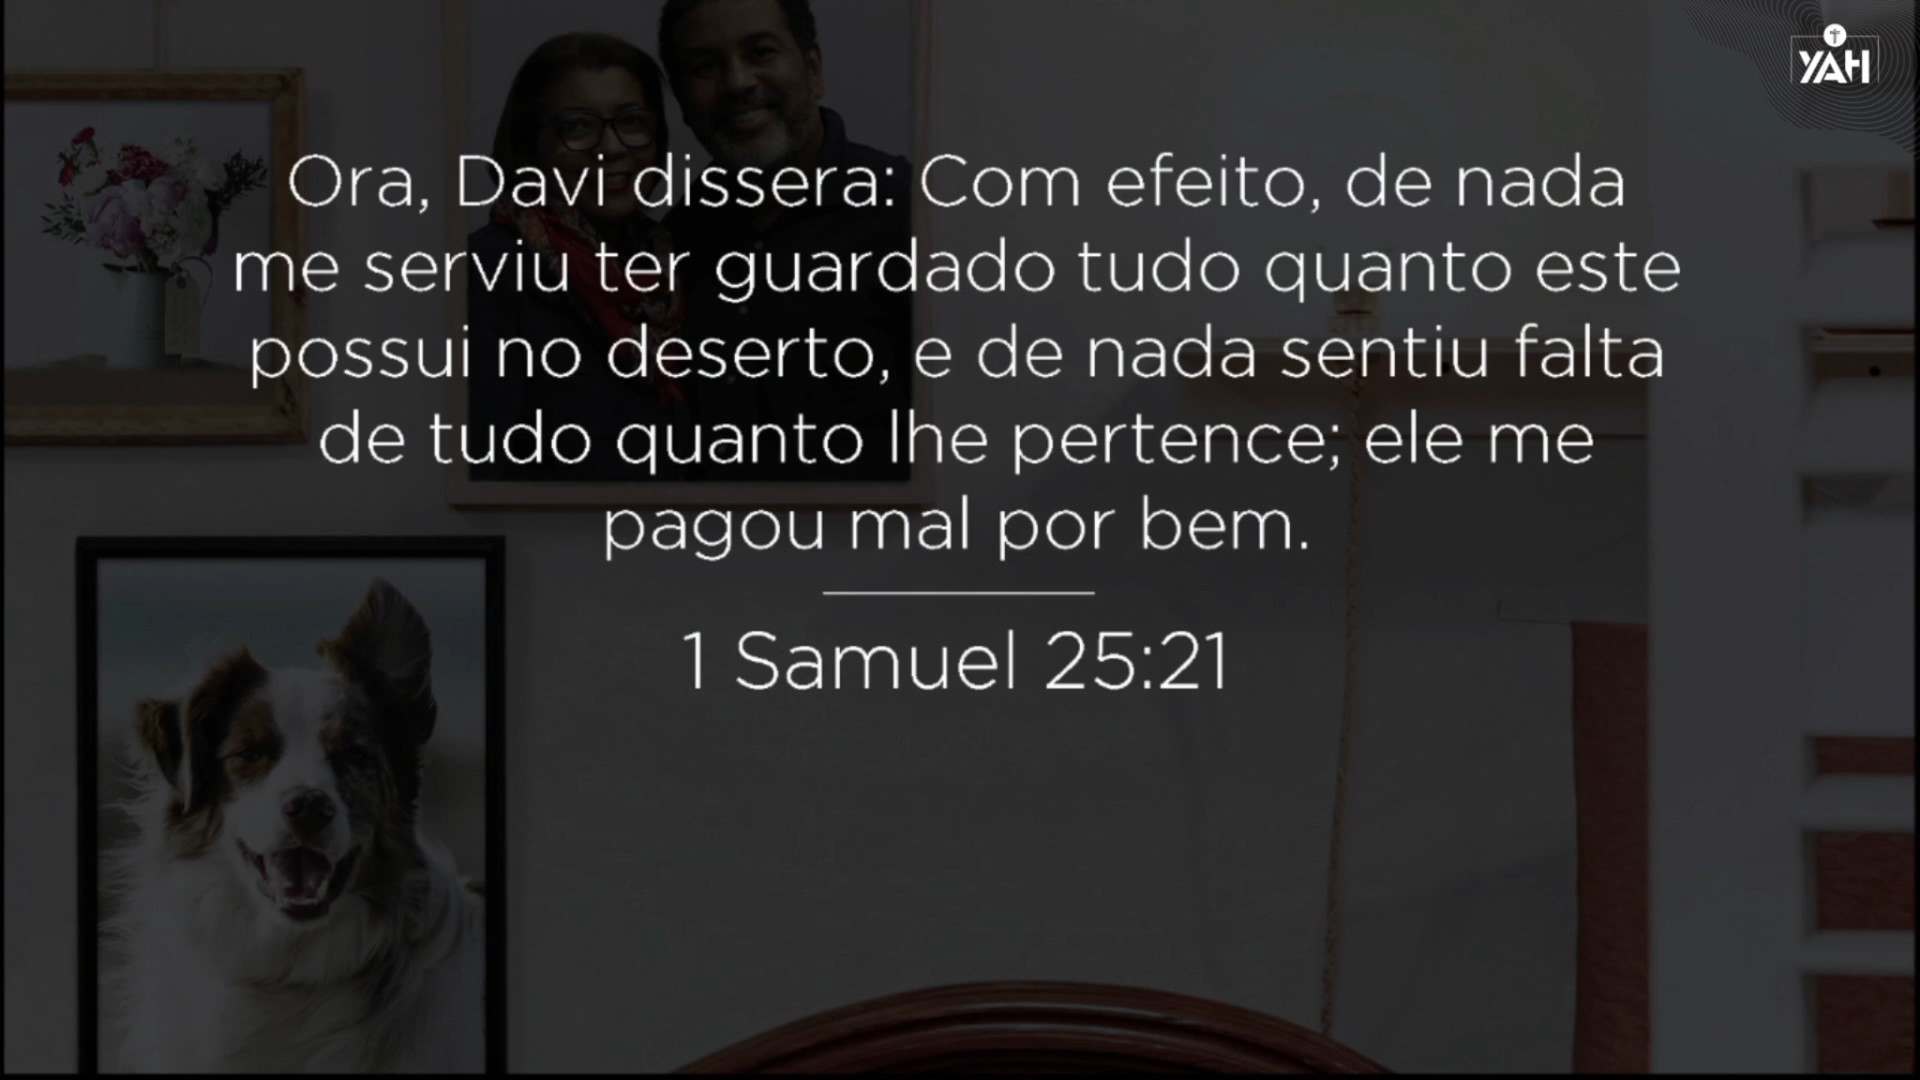 YAH
Ora, Davi dissera: Com efeito, de nada
me serviu ter guardado tudo quanto este
possui no deserto, e de nada sentiu falta
de tudo quanto lhe pertence; ele me
pagou mal por bem.
1 Samuel 25:21